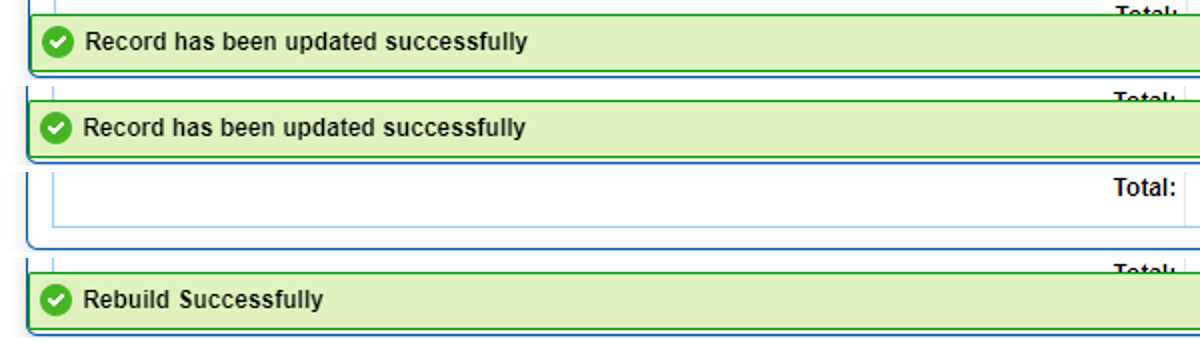 Total:
Record has been updated successfully
Total:
Record has been updated successfully
Total:
Total:
Rebuild Successfully